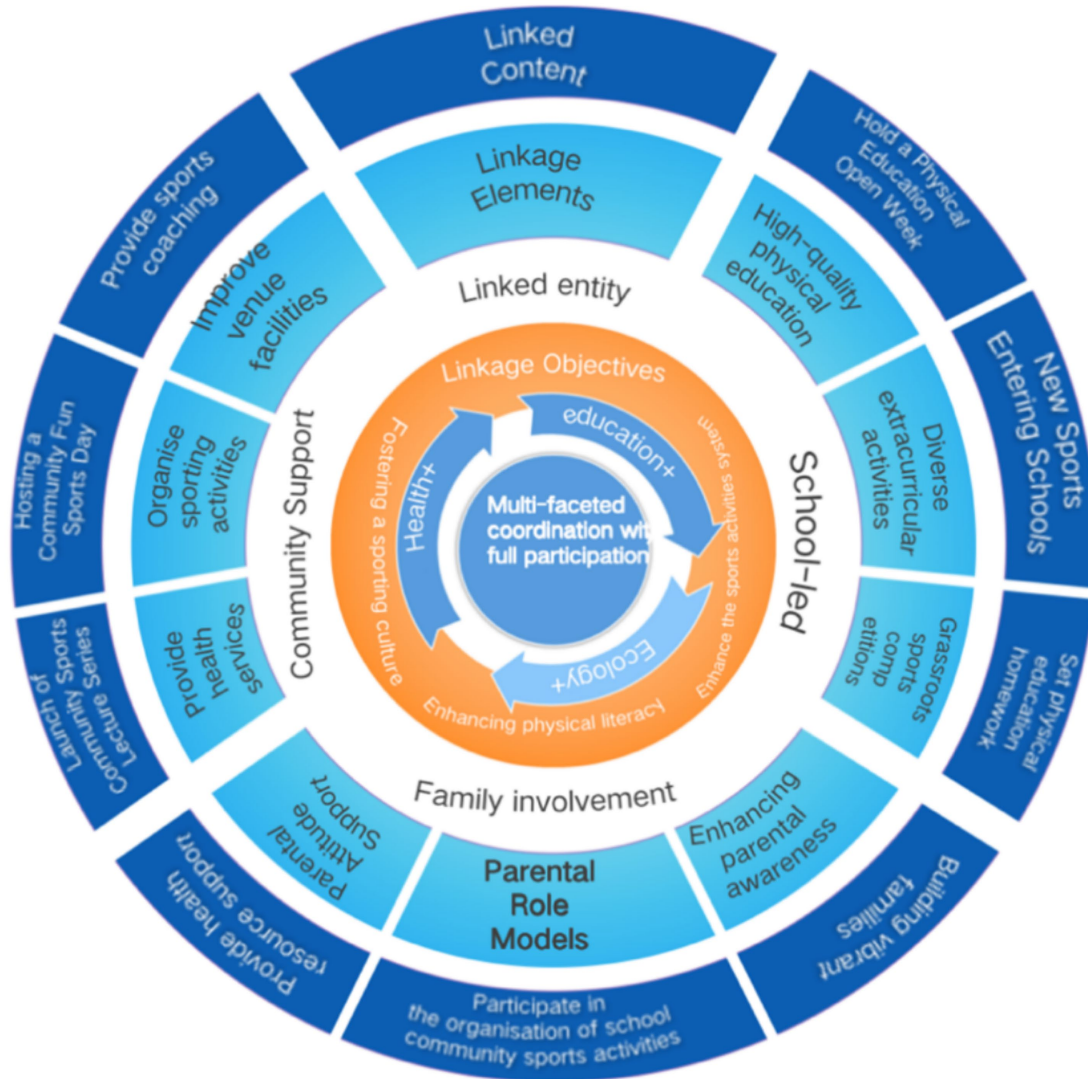 Linked
Content
Linkage
Elements
Linked entity
Linkage Objectives
Hold a Physical
Education
Open Week
New Sports
Entering Schools
Set physical
education
homework
High-quality
physical
education
Diverse
extracurricular
activities
Grassroots
sports
comp
etitions
School-led
Building vibrant
families
Participate in
the organisation of school
community sports activities
Provide health
resource support
Enhancing
parental
awareness
Parental
Role
Models
Parental
Attitude
Support
Family involvement
Launch of
Community Sports
Lecture Series
Hosting a
Community Fun
Sports Day
Provide sports
coaching
Provide
health
services
Organise
sporting
activities
Improve
venue
facilities
Community Support
Fostering a sporting culture
Enhance the sports activities system
Enhancing physical literacy
Health+
education+
Ecology+
Multi-faceted
coordination with
full participation